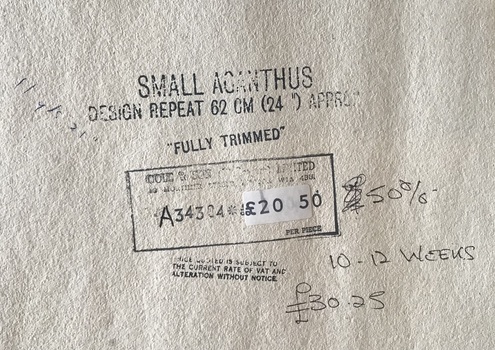 SMALL ACANTHUS
DESIGN REPEAT 62 CM (24 ") APPROX
"FULLY TRIMMED"
COLE & SON LIMITED
A34304 £20 50
PER PIECE
50%
PRICE QUOTED IS SUBJECT TO
THE CURRENT RATE OF VAT AND
ALTERATION WITHOUT NOTICE.
10-12 WEEKS
£30.25